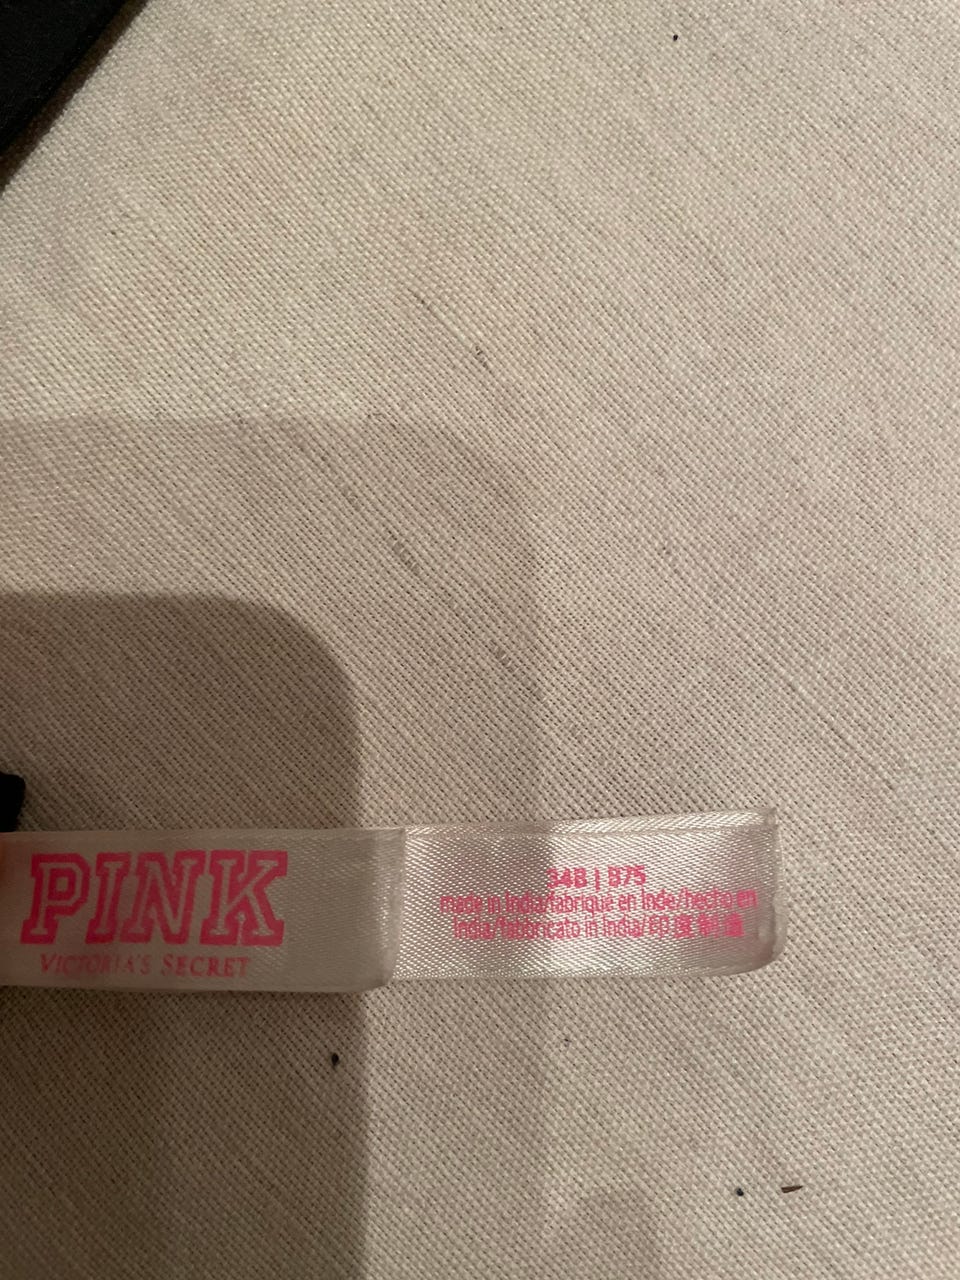 PINK
VICTORIA'S SECRET
34B | B75
made in India/fabriqué en Inde/hecho en
India/fabbricato in India/印度制造